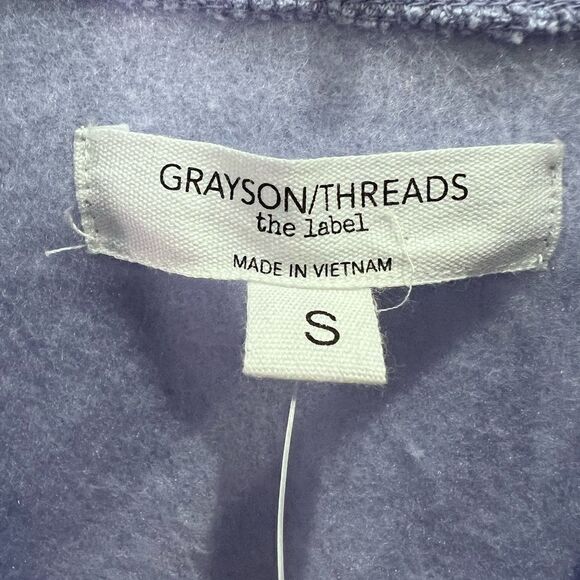 GRAYSON/THREADS
the label
MADE IN VIETNAM
S